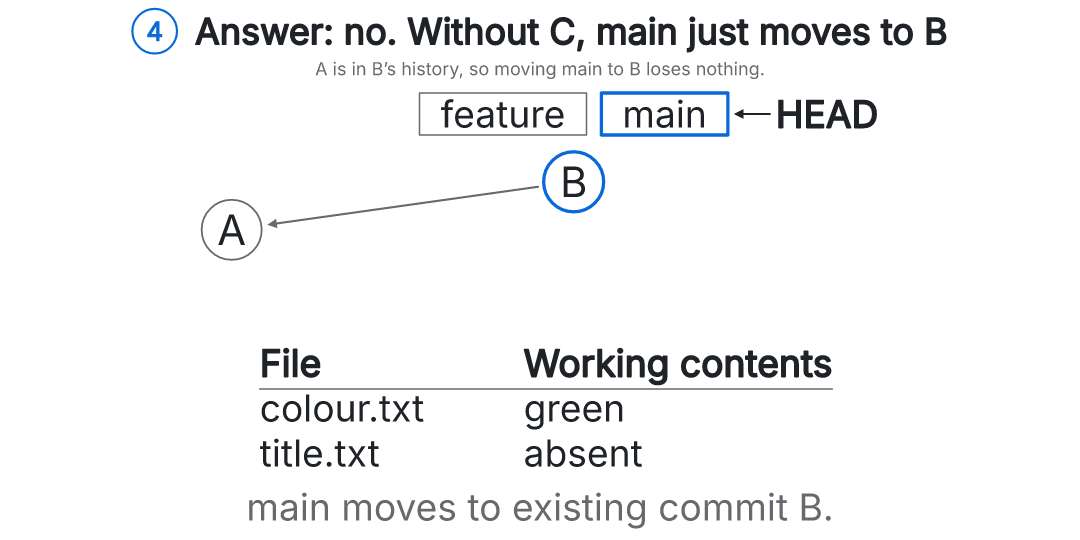 4 Answer: no. Without C, main just moves to B
A is in B’s history, so moving main to B loses nothing.
feature main HEAD
B
A
File Working contents
colour.txt green
title.txt absent
main moves to existing commit B.